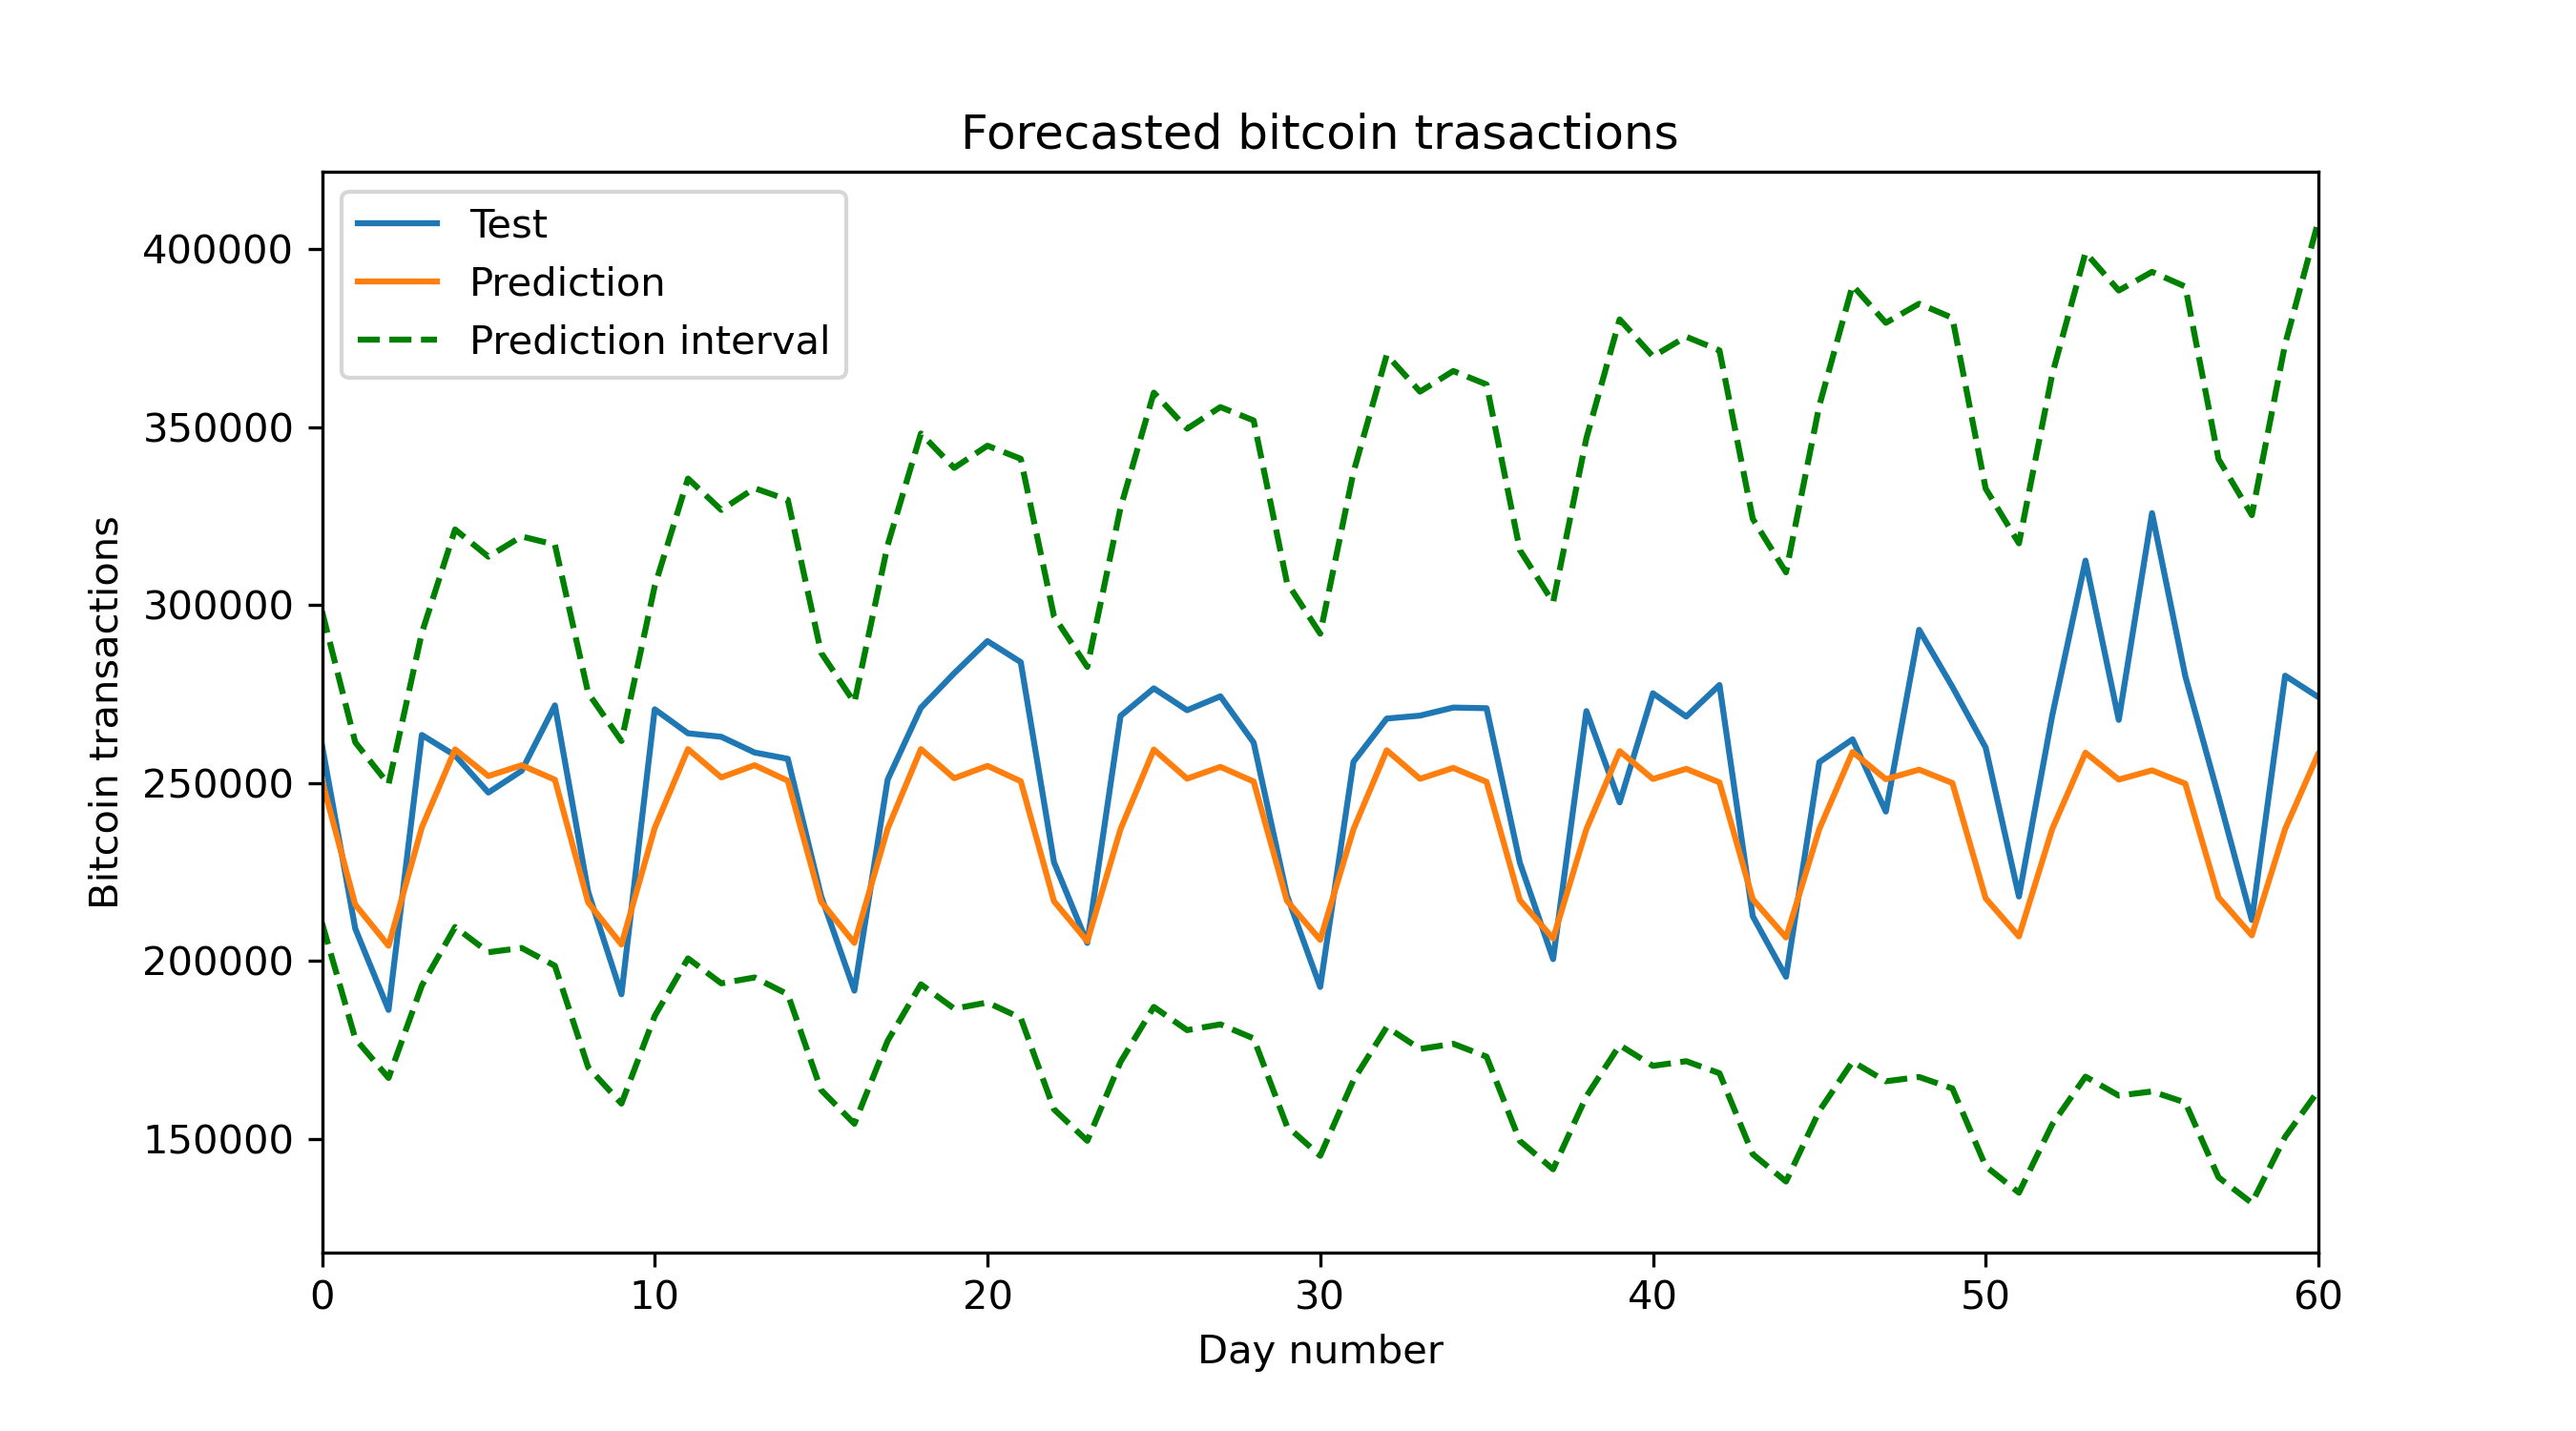 Forecasted bitcoin trasactions
Test
Prediction
Prediction interval
400000
350000
300000
250000
200000
150000
Bitcoin transactions
0 10 20 30 40 50 60
Day number